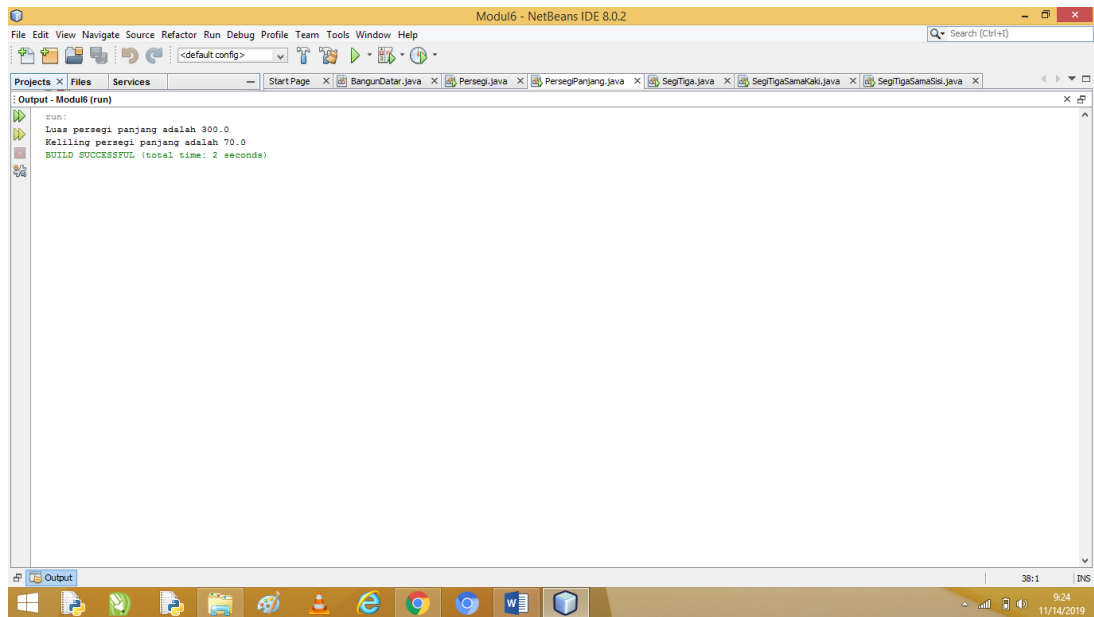 Modul6 - NetBeans IDE 8.0.2
File Edit View Navigate Source Refactor Run Debug Profile Team Tools Window Help
Search (Ctrl+I)
<default config>
Projects Files Services
Start Page BangunDatar.java Persegi.java PersegiPanjang.java SegiTiga.java SegiTigaSamaKaki.java SegiTigaSamaSisi.java
Output - Modul6 (run)
run:
Luas persegi panjang adalah 300.0
Keliling persegi panjang adalah 70.0
BUILD SUCCESSFUL (total time: 2 seconds)
Output
38:1 INS
9:24
11/14/2019